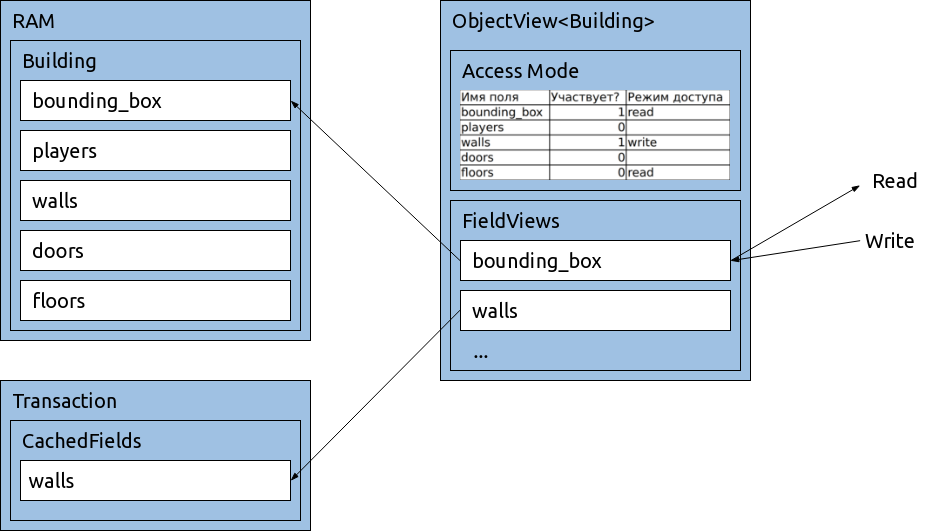 RAM
Building
bounding_box
players
walls
doors
floors
Transaction
CachedFields
walls
ObjectView<Building>
Access Mode
Имя поля Участвует? Режим доступа
bounding_box 1 read
players 0
walls 1 write
doors 0
floors 0 read
FieldViews
bounding_box
walls
...
Read
Write